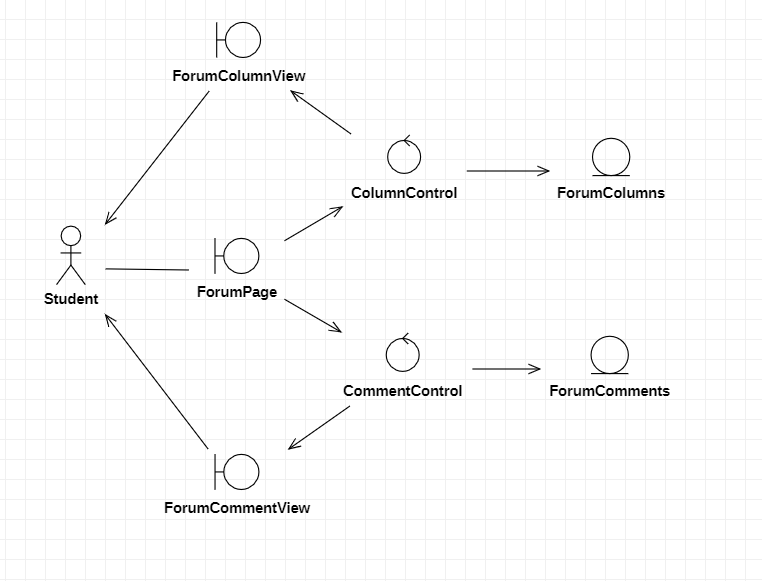 ForumColumnView
ColumnControl
ForumColumns
Student
ForumPage
CommentControl
ForumComments
ForumCommentView